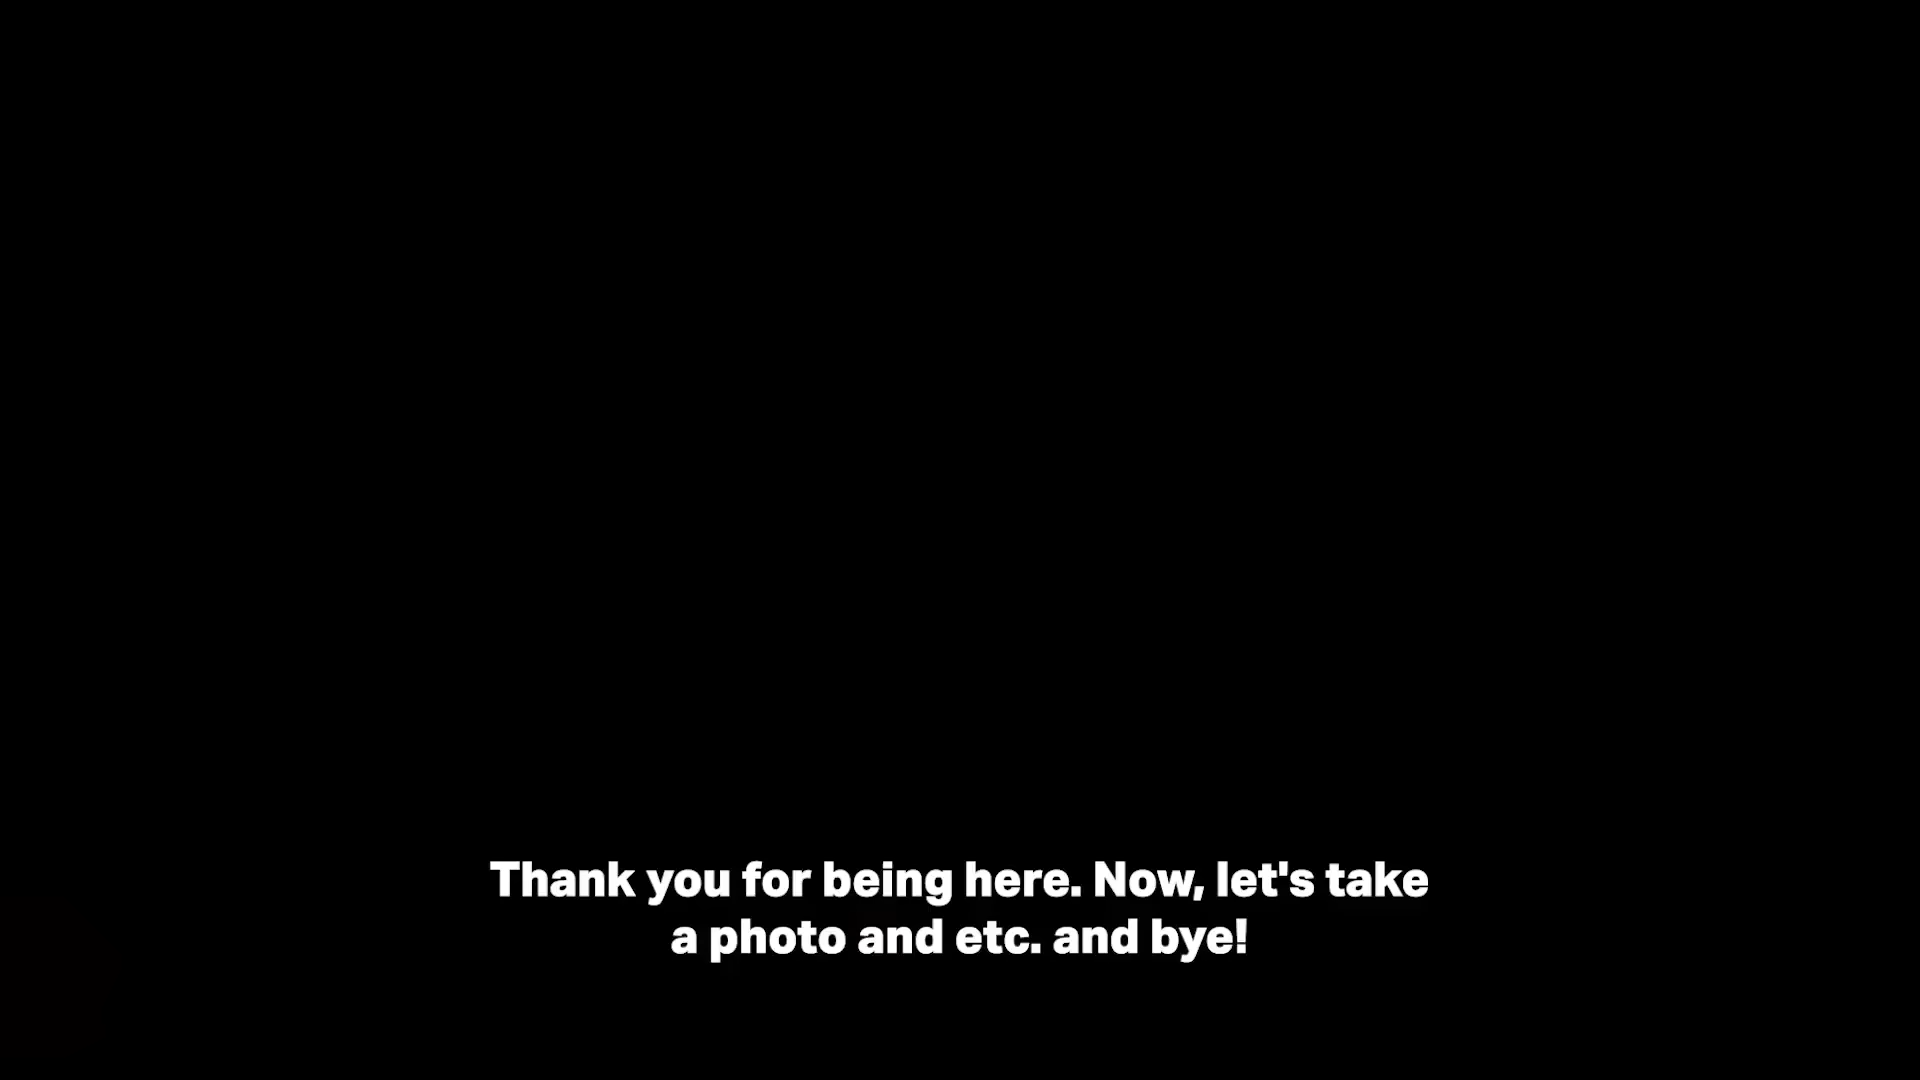 Thank you for being here. Now, let's take
a photo and etc. and bye!